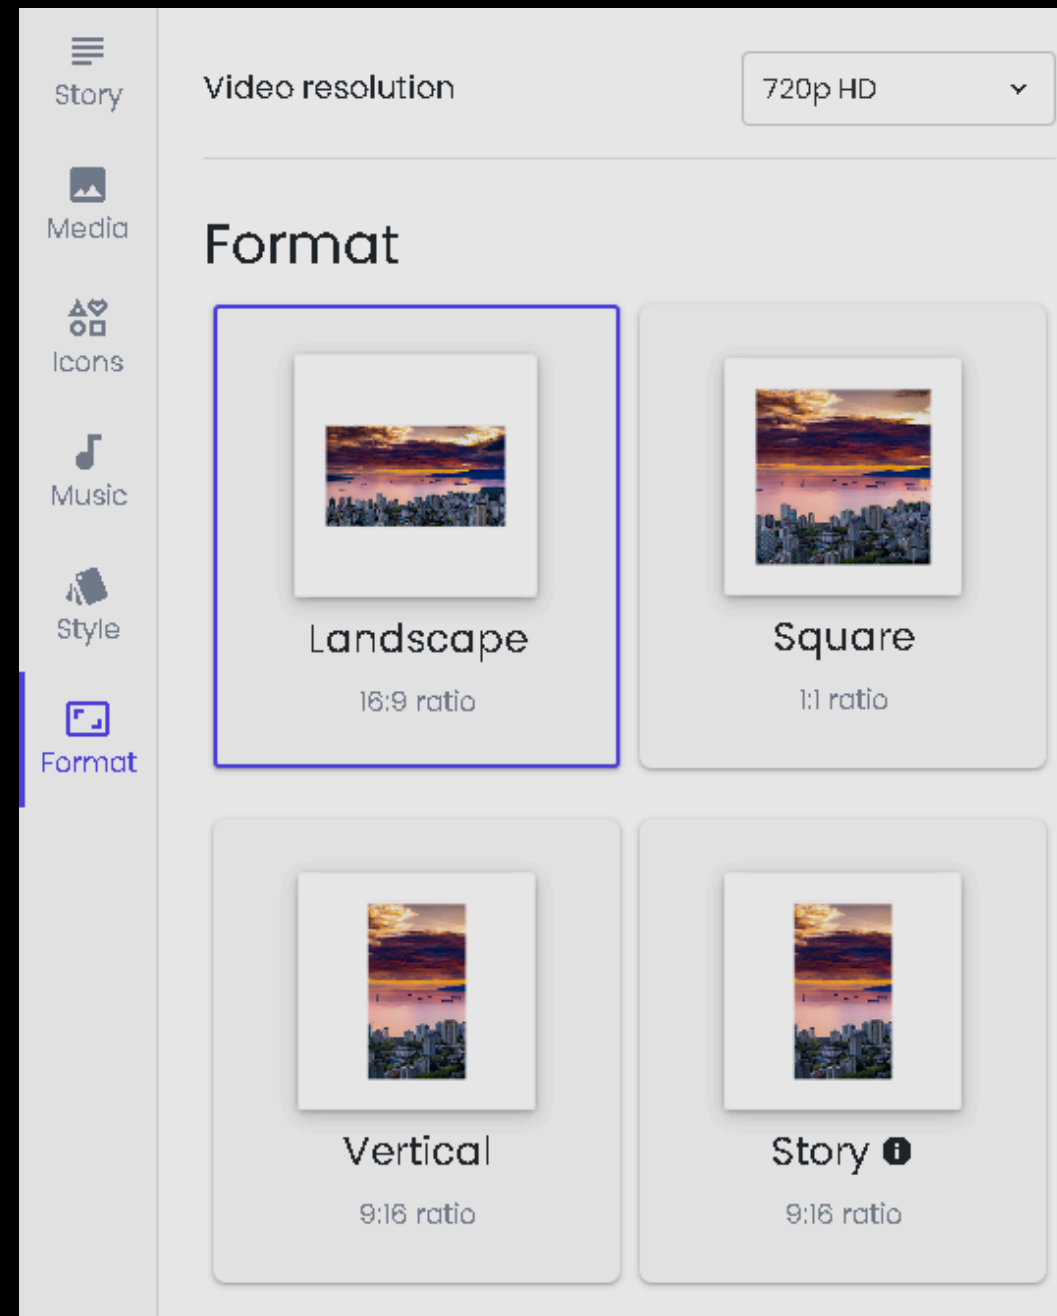 Story
Media
Icons
Music
Style
Format
Video resolution
720p HD
Format
Landscape
16:9 ratio
Square
1:1 ratio
Vertical
9:16 ratio
Story
9:16 ratio